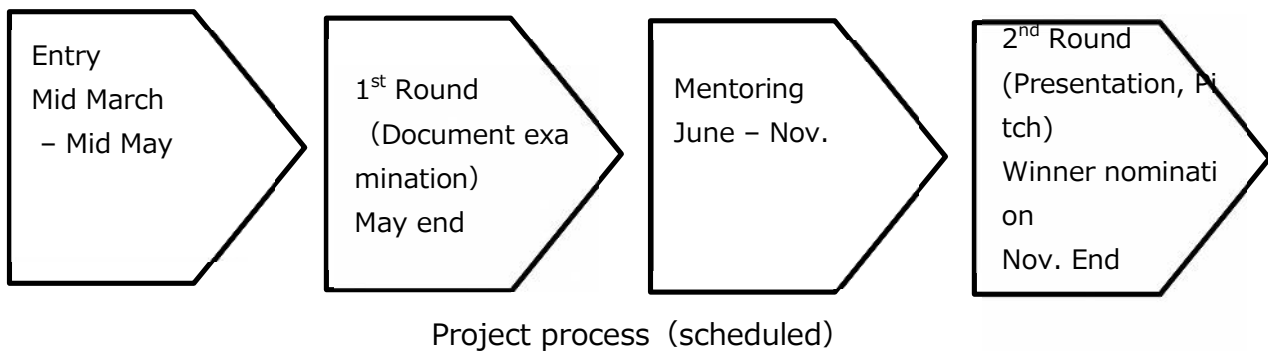 Entry
Mid March
– Mid May
1st Round
（Document exa
mination）
May end
Mentoring
June – Nov.
2nd Round
(Presentation, Pi
tch)
Winner nominati
on
Nov. End
Project process（scheduled）